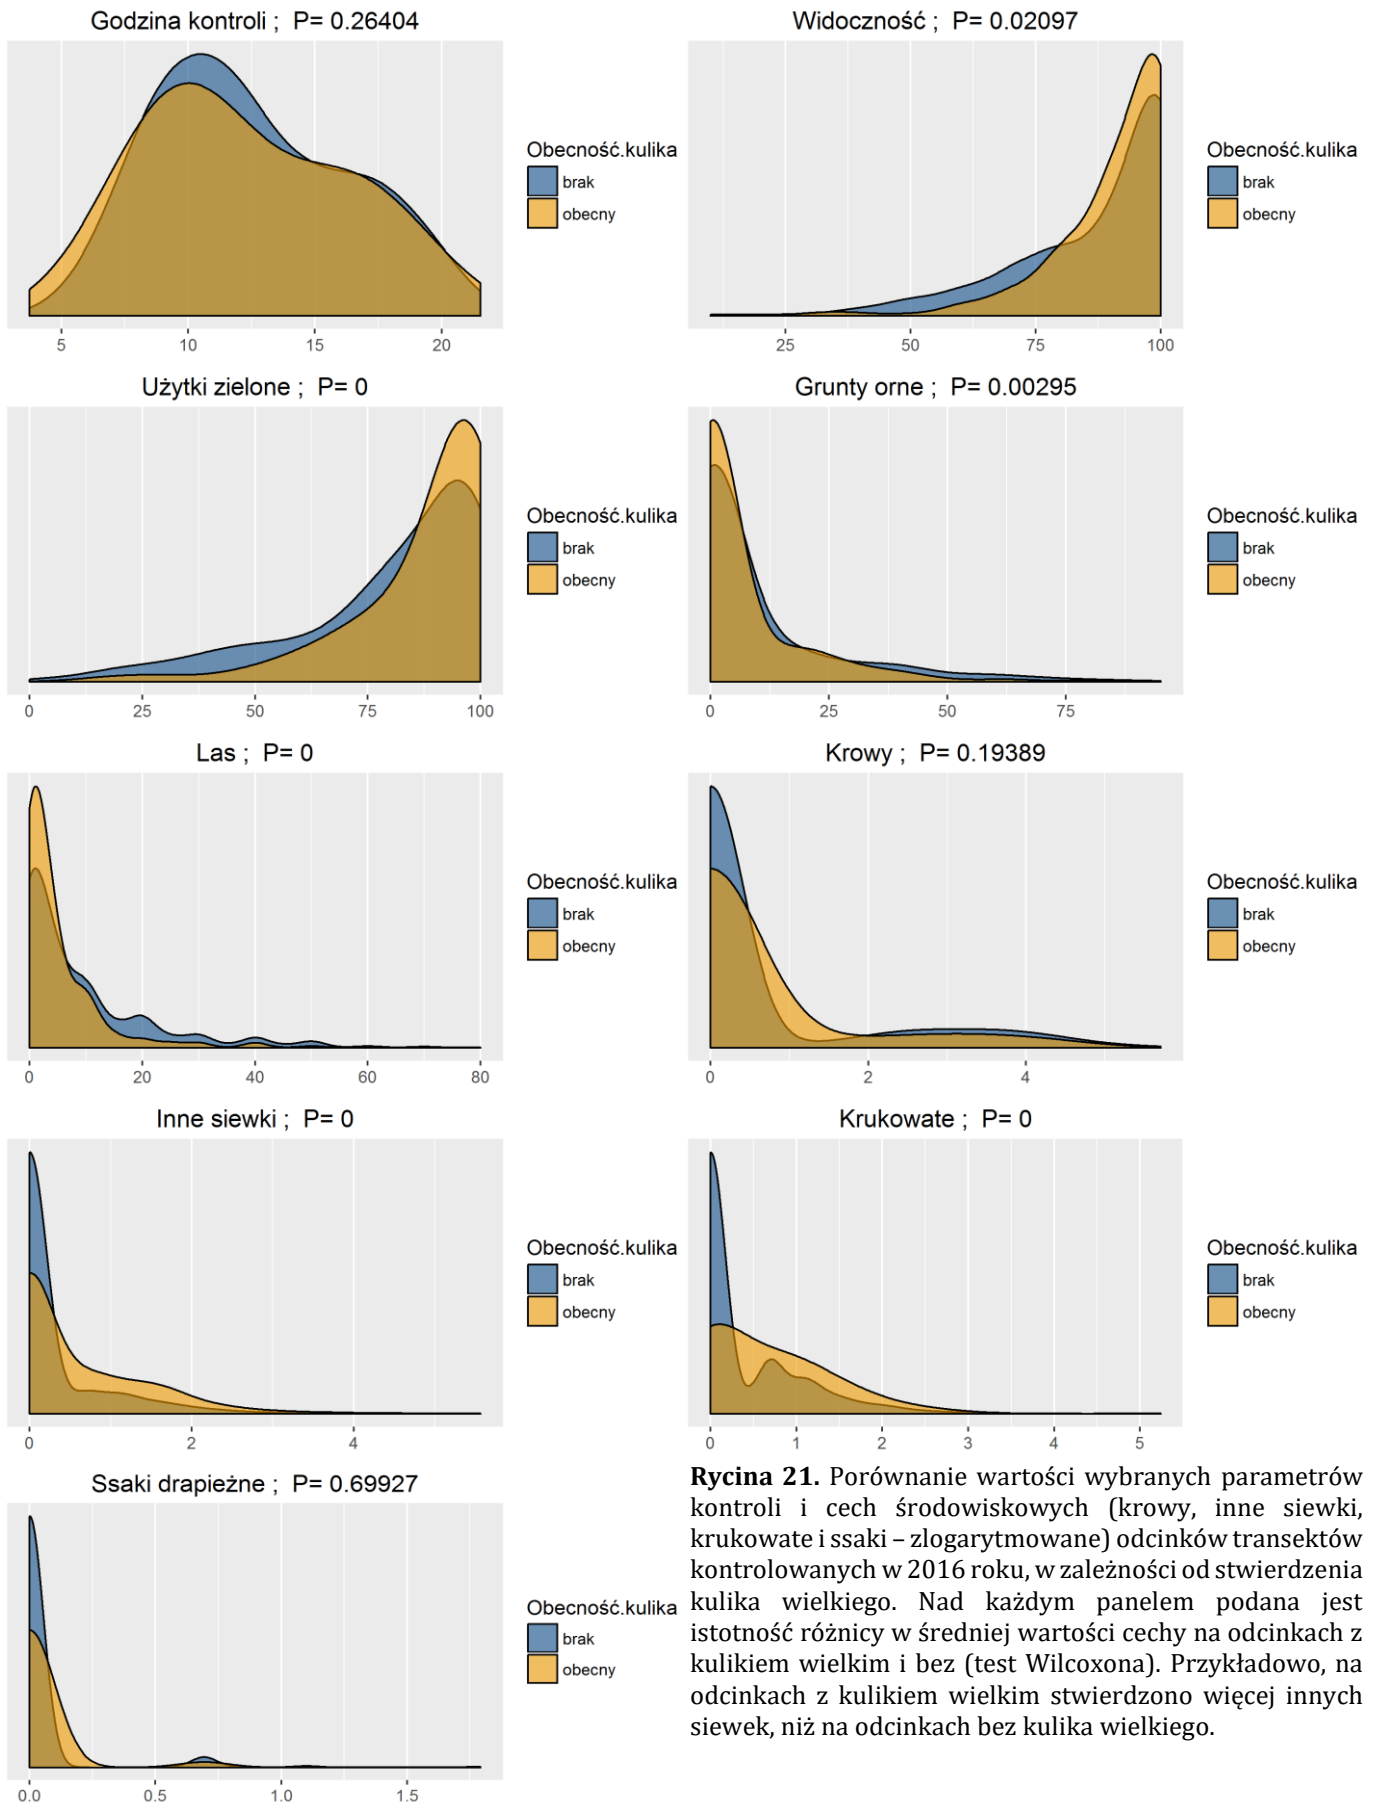 Godzina kontroli ;  P= 0.26404
Obecność.kulika
brak
obecny
5 10 15 20
Widoczność ;  P= 0.02097
Obecność.kulika
brak
obecny
25 50 75 100
Użytki zielone ;  P= 0
Obecność.kulika
brak
obecny
0 25 50 75 100
Grunty orne ;  P= 0.00295
Obecność.kulika
brak
obecny
0 25 50 75
Las ;  P= 0
Obecność.kulika
brak
obecny
0 20 40 60 80
Krowy ;  P= 0.19389
Obecność.kulika
brak
obecny
0 2 4
Inne siewki ;  P= 0
Obecność.kulika
brak
obecny
0 2 4
Krukowate ;  P= 0
Obecność.kulika
brak
obecny
0 1 2 3 4 5
Ssaki drapieżne ;  P= 0.69927
Obecność.kulika
brak
obecny
0.0 0.5 1.0 1.5
Rycina 21. Porównanie wartości wybranych parametrów
kontroli i cech środowiskowych (krowy, inne siewki,
krukowate i ssaki – zlogarytmowane) odcinków transektów
kontrolowanych w 2016 roku, w zależności od stwierdzenia
kulika wielkiego. Nad każdym panelem podana jest
istotność różnicy w średniej wartości cechy na odcinkach z
kulikiem wielkim i bez (test Wilcoxona). Przykładowo, na
odcinkach z kulikiem wielkim stwierdzono więcej innych
siewek, niż na odcinkach bez kulika wielkiego.